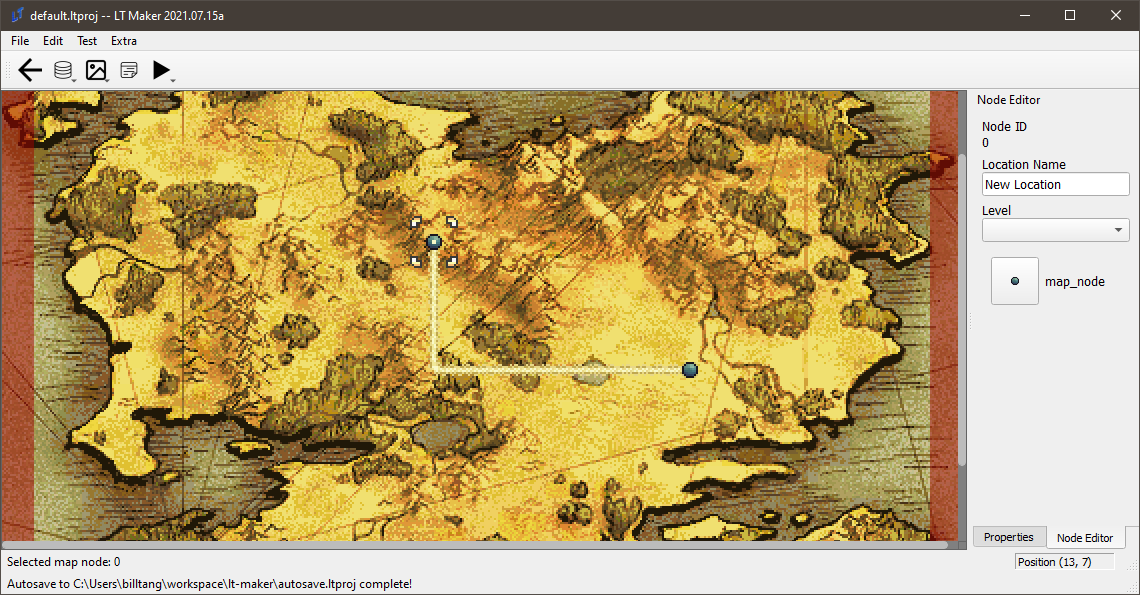 default.ltproj -- LT Maker 2021.07.15a
File Edit Test Extra
Node Editor
Node ID
0
Location Name
New Location
Level
map_node
Properties Node Editor
Selected map node: 0
Position (13, 7)
Autosave to C:\Users\billtang\workspace\lt-maker\autosave.ltproj complete!